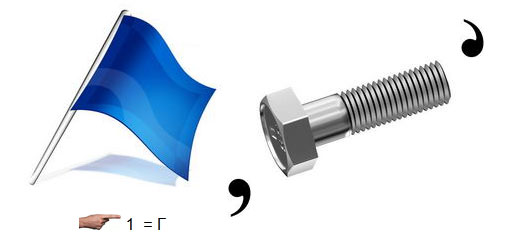 1 = Г